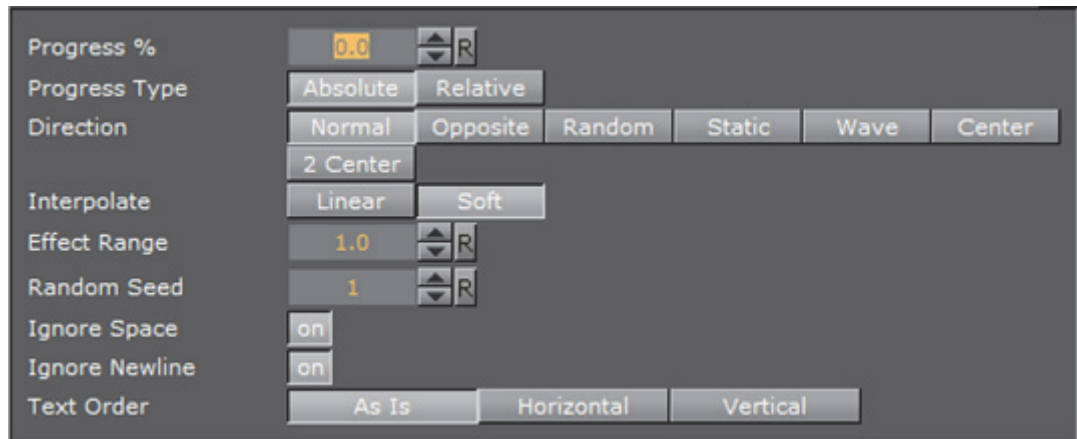 Progress % 0.0 R
Progress Type Absolute Relative
Direction Normal Opposite Random Static Wave Center
2 Center
Interpolate Linear Soft
Effect Range 1.0 R
Random Seed 1 R
Ignore Space on
Ignore Newline on
Text Order As Is Horizontal Vertical